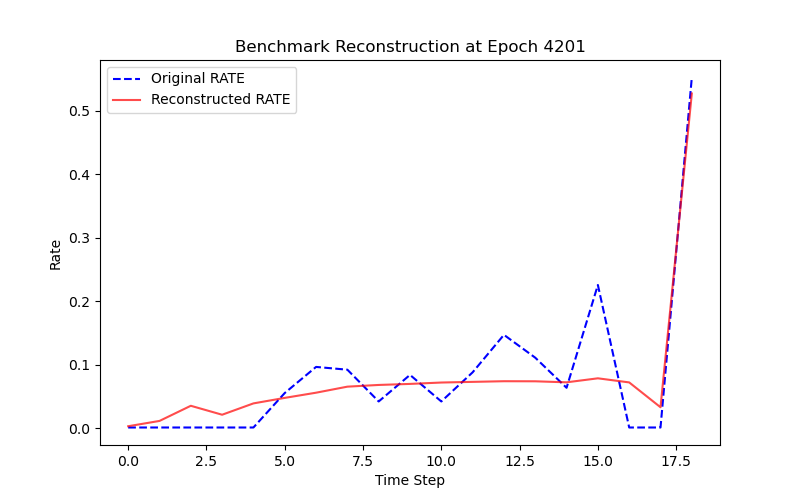 Benchmark Reconstruction at Epoch 4201
Original RATE
Reconstructed RATE
Rate
0.5
0.4
0.3
0.2
0.1
0.0
0.0 2.5 5.0 7.5 10.0 12.5 15.0 17.5
Time Step